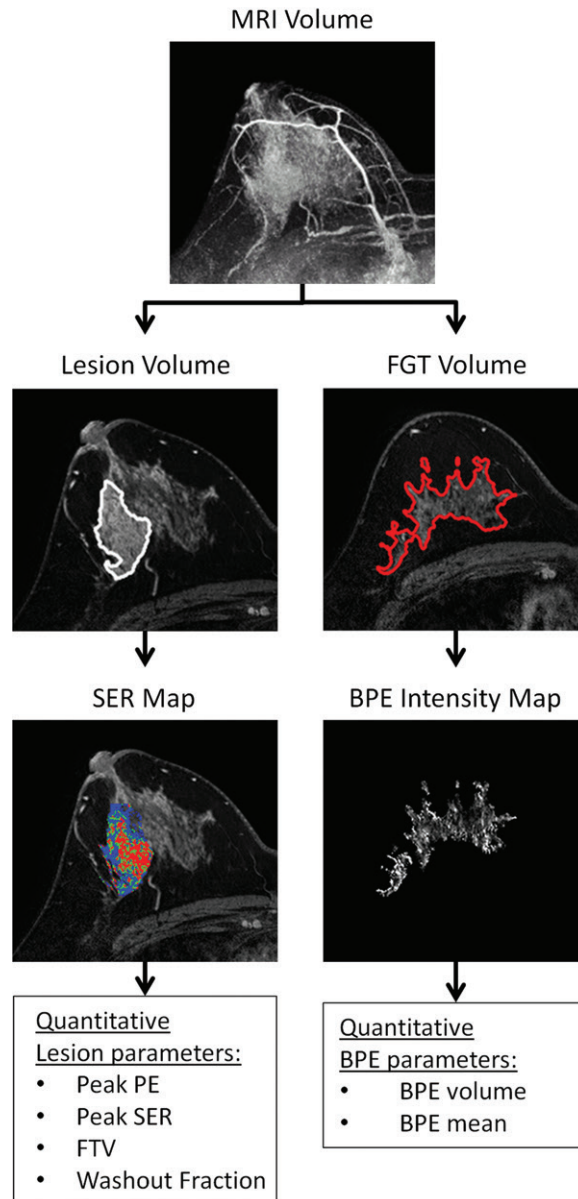 MRI Volume
Lesion Volume
FGT Volume
SER Map
BPE Intensity Map
Quantitative
Lesion parameters:
• Peak PE
• Peak SER
• FTV
• Washout Fraction
Quantitative
BPE parameters:
• BPE volume
• BPE mean